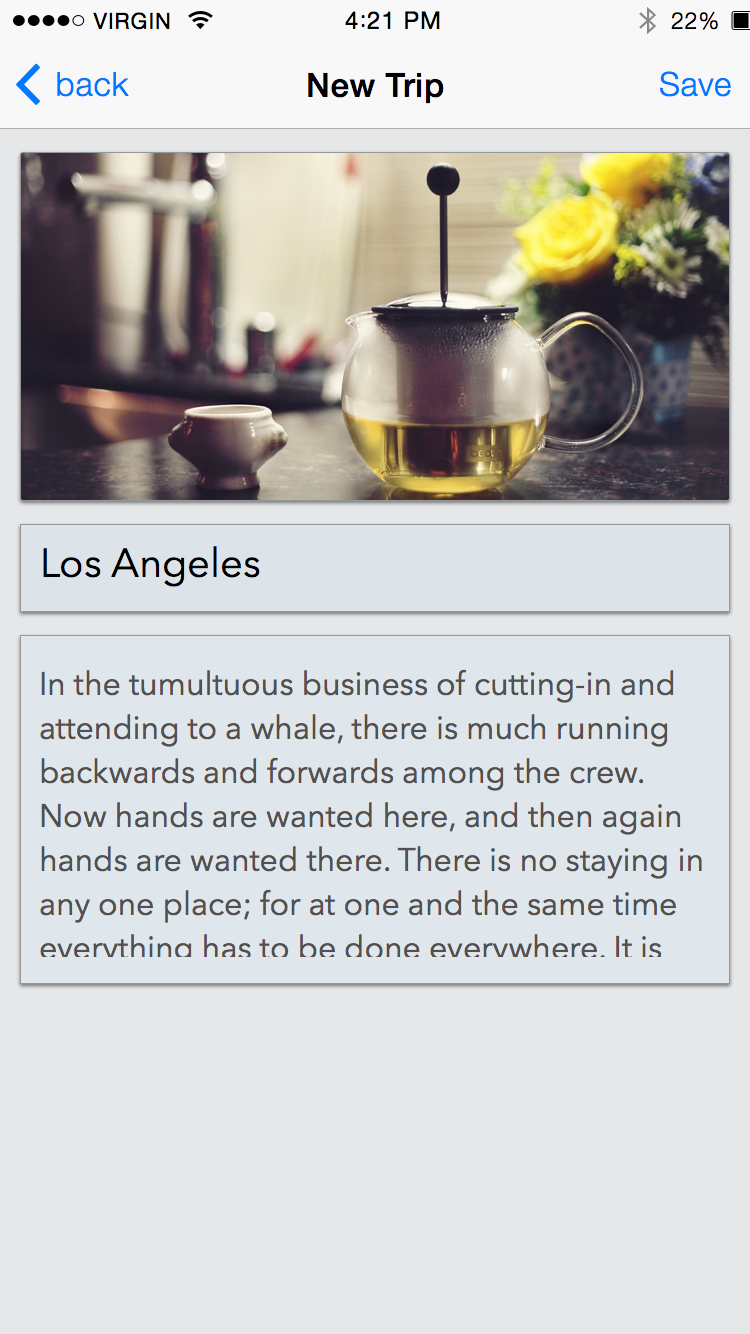 VIRGIN 4:21 PM 22%
back New Trip Save
Los Angeles
In the tumultuous business of cutting-in and
attending to a whale, there is much running
backwards and forwards among the crew.
Now hands are wanted here, and then again
hands are wanted there. There is no staying in
any one place; for at one and the same time
everything has to be done everywhere. It is